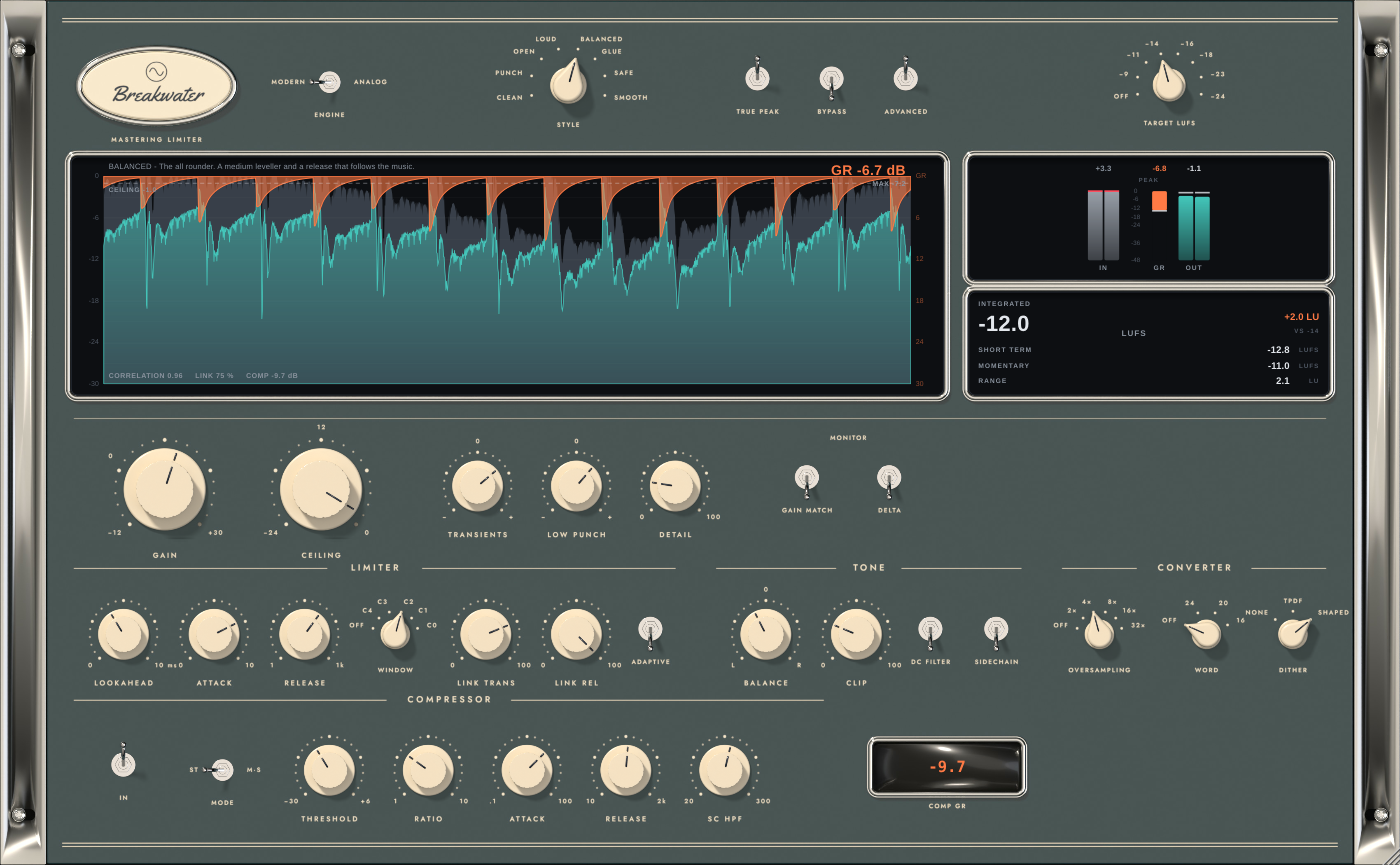 Breakwater
MASTERING LIMITER
MODERN ANALOG
ENGINE
LOUD BALANCED
OPEN GLUE
PUNCH SAFE
CLEAN SMOOTH
STYLE
TRUE PEAK BYPASS ADVANCED
-14 -16
-11 -18
-9 -23
OFF -24
TARGET LUFS
BALANCED - The all rounder. A medium leveller and a release that follows the music.
GR -6.7 dB
0 GR
CEILING
MAX
-6 6
-12 12
-18 18
-24 24
-30 30
CORRELATION 0.96 LINK 75 % COMP -9.7 dB
+3.3 -6.8 -1.1
PEAK
0
-6
-12
-18
-24
-36
-48
IN GR OUT
INTEGRATED
-12.0 LUFS +2.0 LU
VS -14
SHORT TERM -12.8 LUFS
MOMENTARY -11.0 LUFS
RANGE 2.1 LU
0
-12 +30
GAIN
12
-24 0
CEILING
0
- +
TRANSIENTS
0
- +
LOW PUNCH
0 100
DETAIL
MONITOR
GAIN MATCH DELTA
LIMITER TONE CONVERTER
0 10 ms
LOOKAHEAD
0 10
ATTACK
1 1k
RELEASE
C3 C2
C4 C1
OFF C0
WINDOW
0 100
LINK TRANS
0 100
LINK REL
ADAPTIVE
0
L R
BALANCE
0 100
CLIP
DC FILTER SIDECHAIN
4× 8×
2× 16×
OFF 32×
OVERSAMPLING
24 20
OFF 16
WORD
TPDF
NONE SHAPED
DITHER
COMPRESSOR
IN
ST M-S
MODE
-30 +6
THRESHOLD
1 10
RATIO
.1 100
ATTACK
10 2k
RELEASE
20 300
SC HPF
-9.7
COMP GR